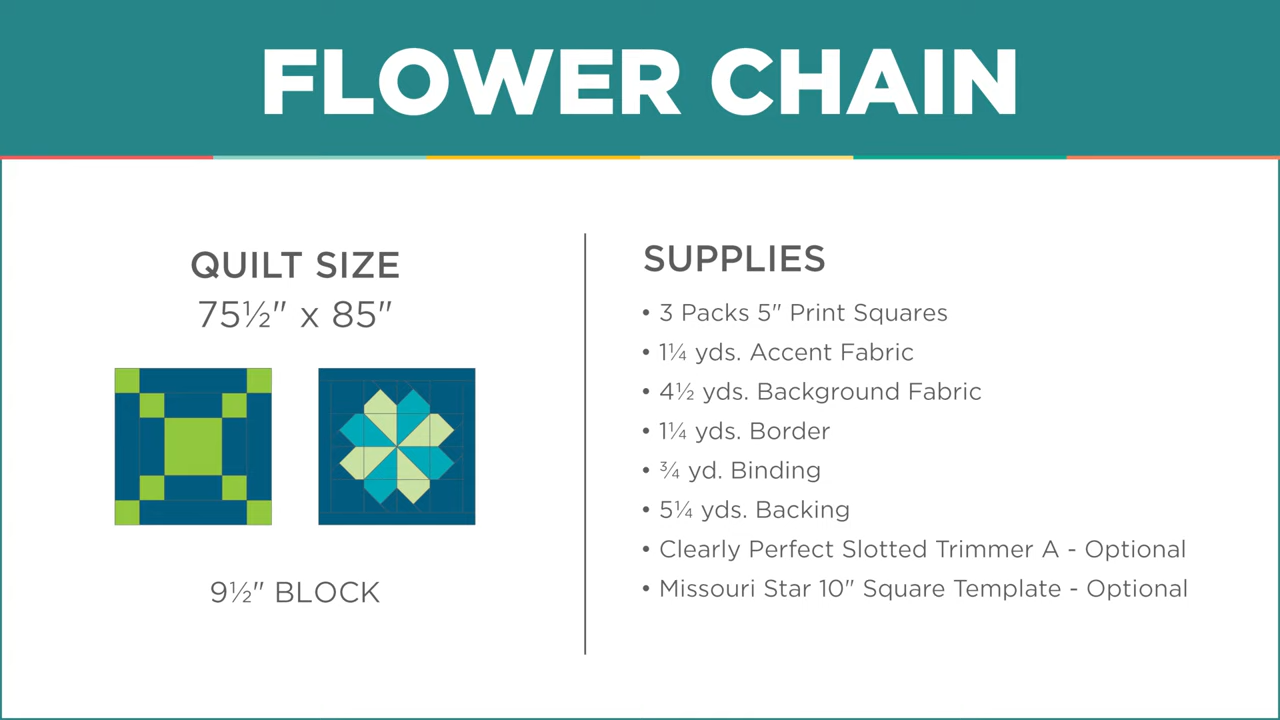 FLOWER CHAIN
QUILT SIZE
75½" x 85"
9½" BLOCK
SUPPLIES
• 3 Packs 5" Print Squares
• 1¼ yds. Accent Fabric
• 4½ yds. Background Fabric
• 1¼ yds. Border
• ¾ yd. Binding
• 5¼ yds. Backing
• Clearly Perfect Slotted Trimmer A - Optional
• Missouri Star 10" Square Template - Optional